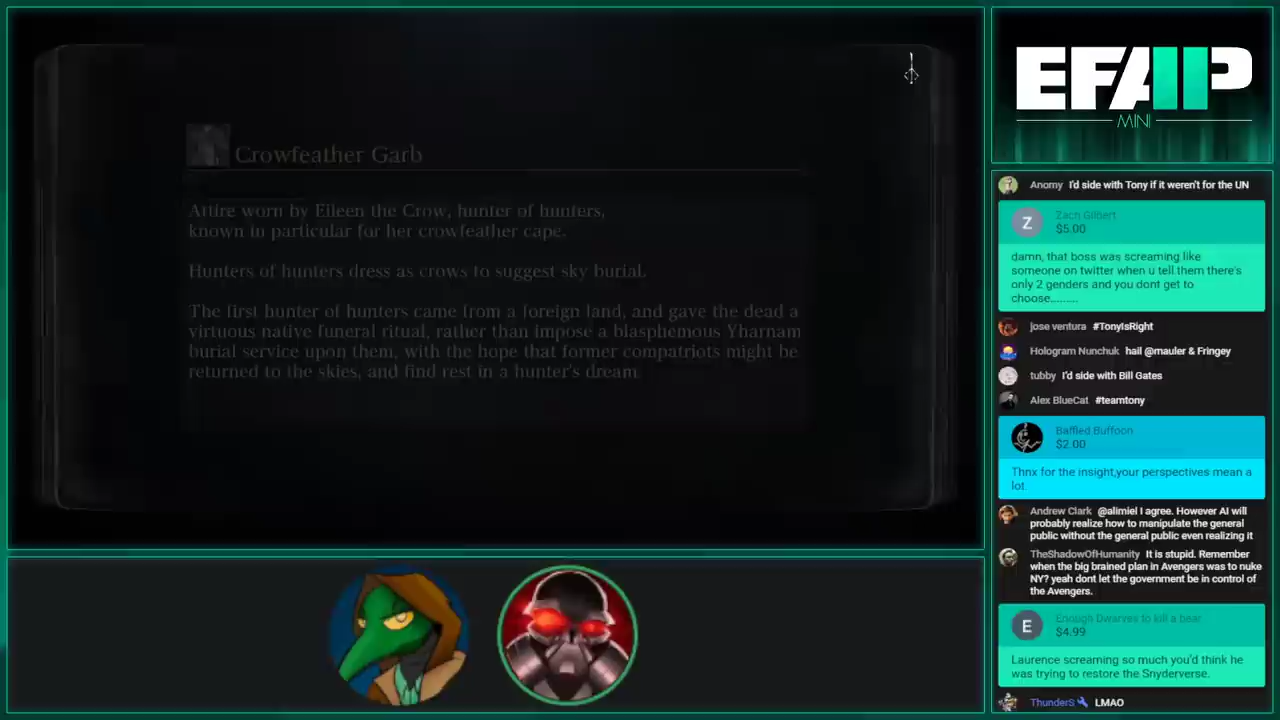 Crowfeather Garb
Attire worn by Eileen the Crow, hunter of hunters,
known in particular for her crowfeather cape.
Hunters of hunters dress as crows to suggest sky burial.
The first hunter of hunters came from a foreign land, and gave the dead a
virtuous native funeral ritual, rather than impose a blasphemous Yharnam
burial service upon them, with the hope that former compatriots might be
returned to the skies, and find rest in a hunter's dream.
EFAP
MINI
Anomy I'd side with Tony if it weren't for the UN
Z
Zach Gilbert
$5.00
damn, that boss was screaming like
someone on twitter when u tell them there's
only 2 genders and you dont get to
choose.........
jose ventura #TonyIsRight
Hologram Nunchuk hail @mauler & Fringey
tubby I'd side with Bill Gates
Alex BlueCat #teamtony
Baffled Buffoon
$2.00
Thnx for the insight,your perspectives mean a
lot.
Andrew Clark @alimiel I agree. However AI will
probably realize how to manipulate the general
public without the general public even realizing it
TheShadowOfHumanity It is stupid. Remember
when the big brained plan in Avengers was to nuke
NY? yeah dont let the government be in control of
the Avengers.
E
Enough Dwarves to kill a bear
$4.99
Laurence screaming so much you'd think he
was trying to restore the Snyderverse.
ThunderS LMAO